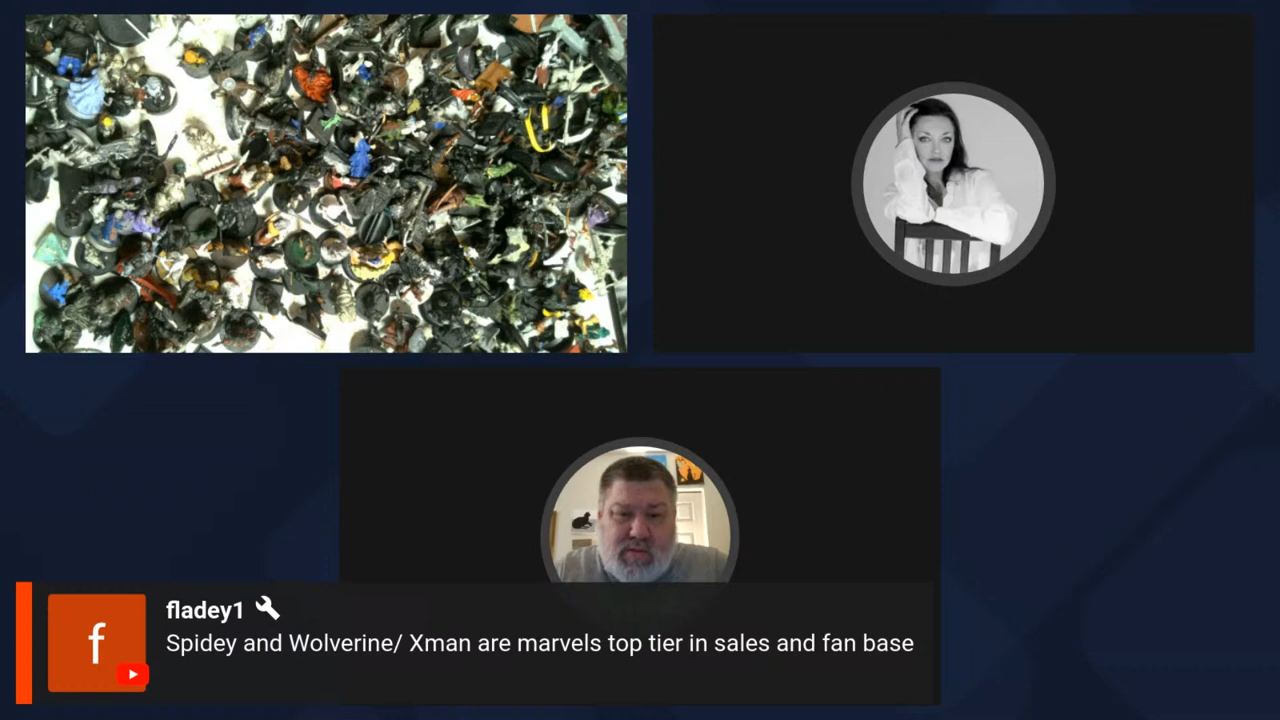 f
fladey1
Spidey and Wolverine/ Xman are marvels top tier in sales and fan base